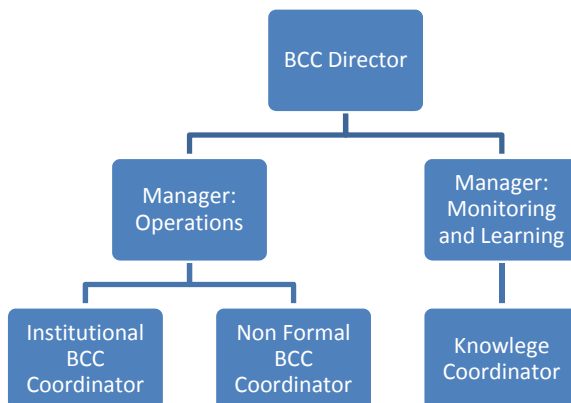 BCC Director
Manager:
Operations
Manager:
Monitoring
and Learning
Institutional
BCC
Coordinator
Non Formal
BCC
Coordinator
Knowlege
Coordinator